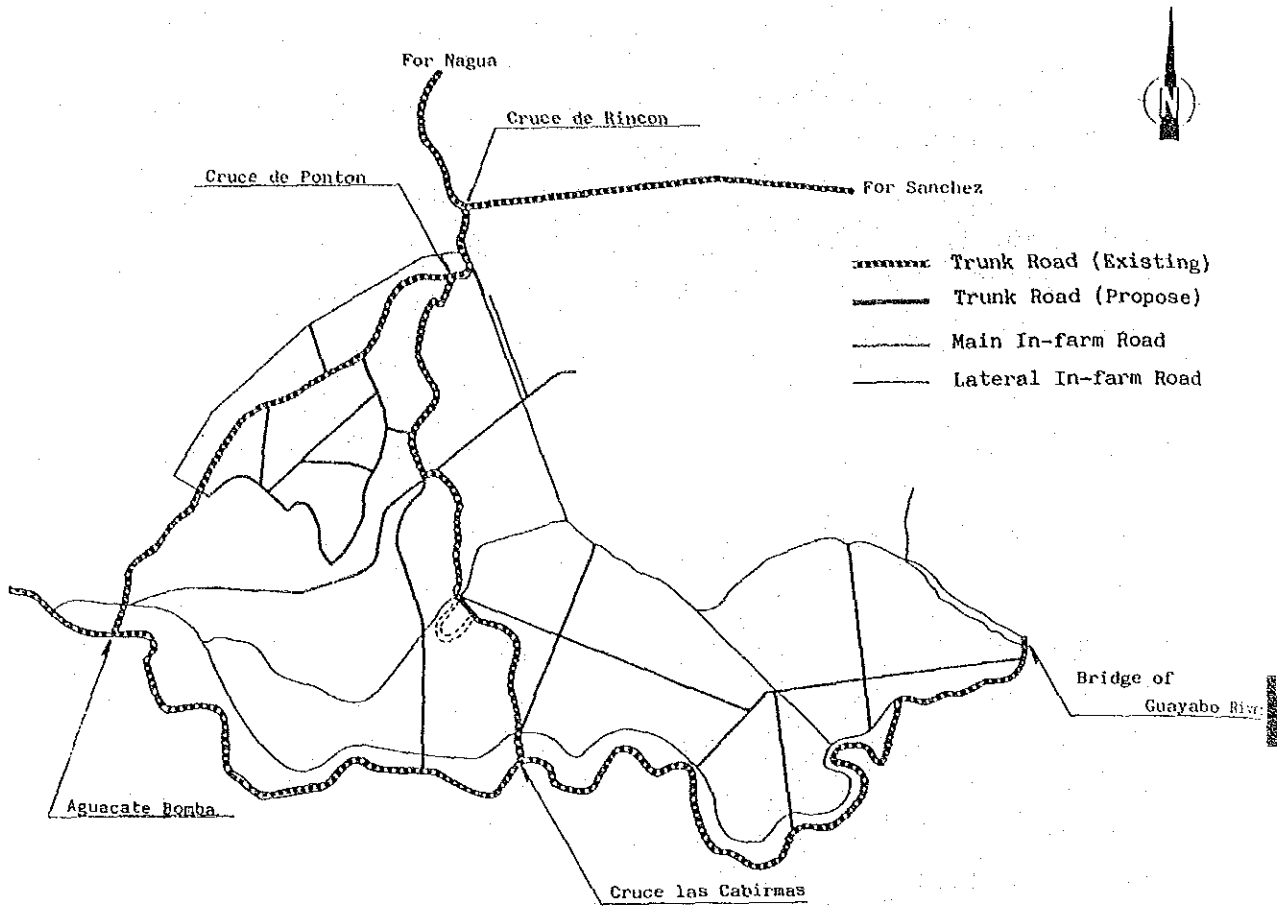 For Nagua
N
Cruce de Rincon
Cruce de Ponton
For Sanchez
Trunk Road (Existing)
Trunk Road (Propose)
Main In-farm Road
Lateral In-farm Road
Bridge of
Guayabo
Aguacate Bomba
Cruce las Cabirmas